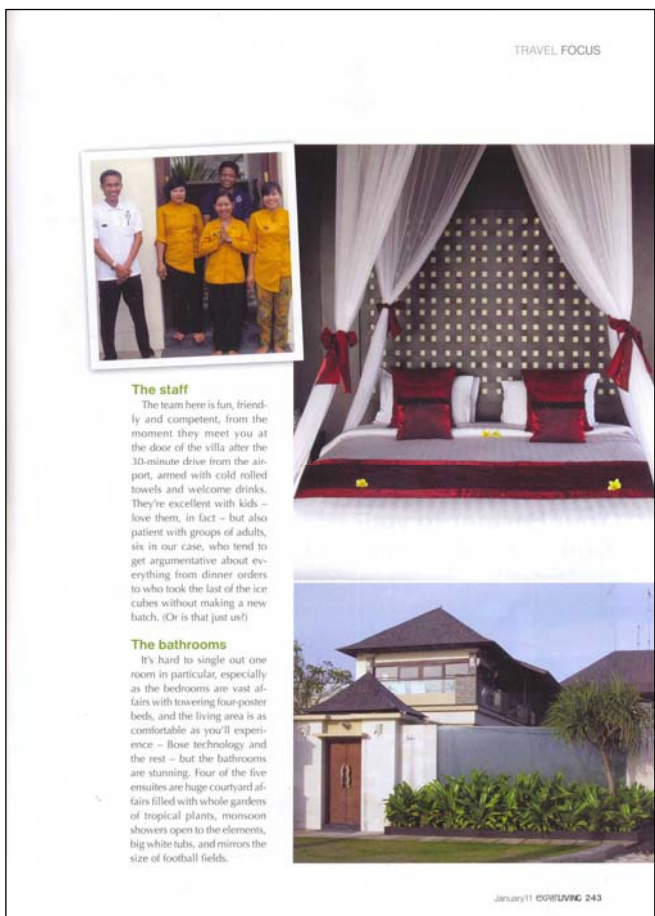 TRAVEL FOCUS
The staff
The team here is fun, friend-
ly and competent, from the
moment they meet you at
the door of the villa after the
30-minute drive from the air-
port, armed with cold rolled
towels and welcome drinks.
They're excellent with kids –
love them, in fact – but also
patient with groups of adults,
six in our case, who tend to
get argumentative about ev-
erything from dinner orders
to who took the last of the ice
cubes without making a new
batch. (Or is that just us?)
The bathrooms
It's hard to single out one
room in particular, especially
as the bedrooms are vast af-
fairs with towering four-poster
beds, and the living area is as
comfortable as you'll experi-
ence – Bose technology and
the rest – but the bathrooms
are stunning. Four of the five
ensuites are huge courtyard af-
fairs filled with whole gardens
of tropical plants, monsoon
showers open to the elements,
big white tubs, and mirrors the
size of football fields.
January11 expatLIVING 243